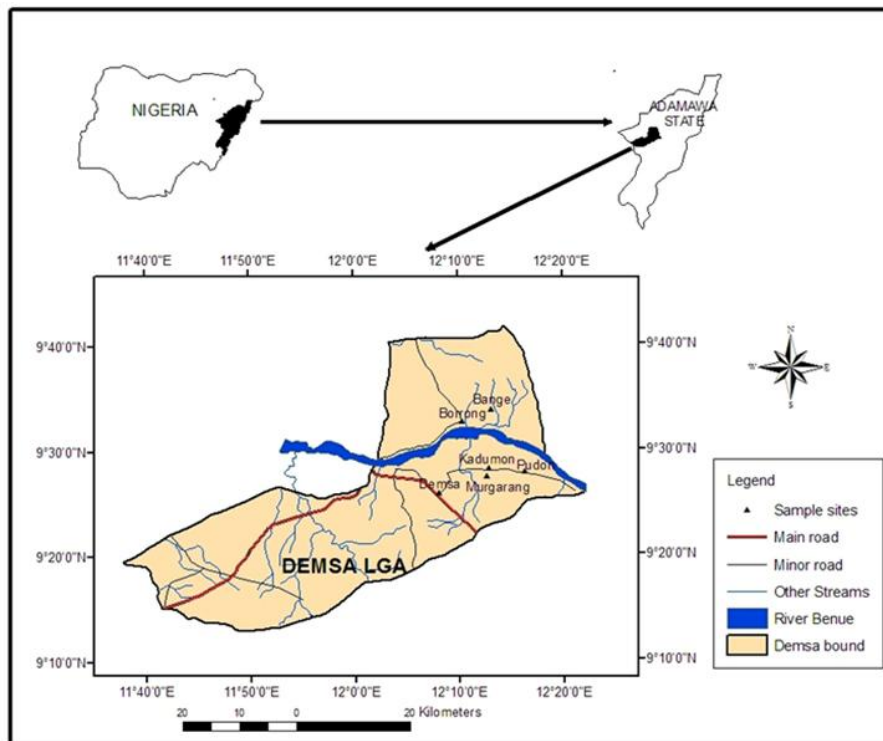 NIGERIA
ADAMAWA
STATE
11°40'0"E 11°50'0"E 12°0'0"E 12°10'0"E 12°20'0"E
9°40'0"N 9°40'0"N
Bange
Borrong
9°30'0"N 9°30'0"N
Kadumon
Pudon
Demsa Murgarang
9°20'0"N 9°20'0"N
DEMSA LGA
9°10'0"N 9°10'0"N
11°40'0"E 11°50'0"E 12°0'0"E 12°10'0"E 12°20'0"E
20 10 0 20 Kilometers
N
W E
S
Legend
Sample sites
Main road
Minor road
Other Streams
River Benue
Demsa bound